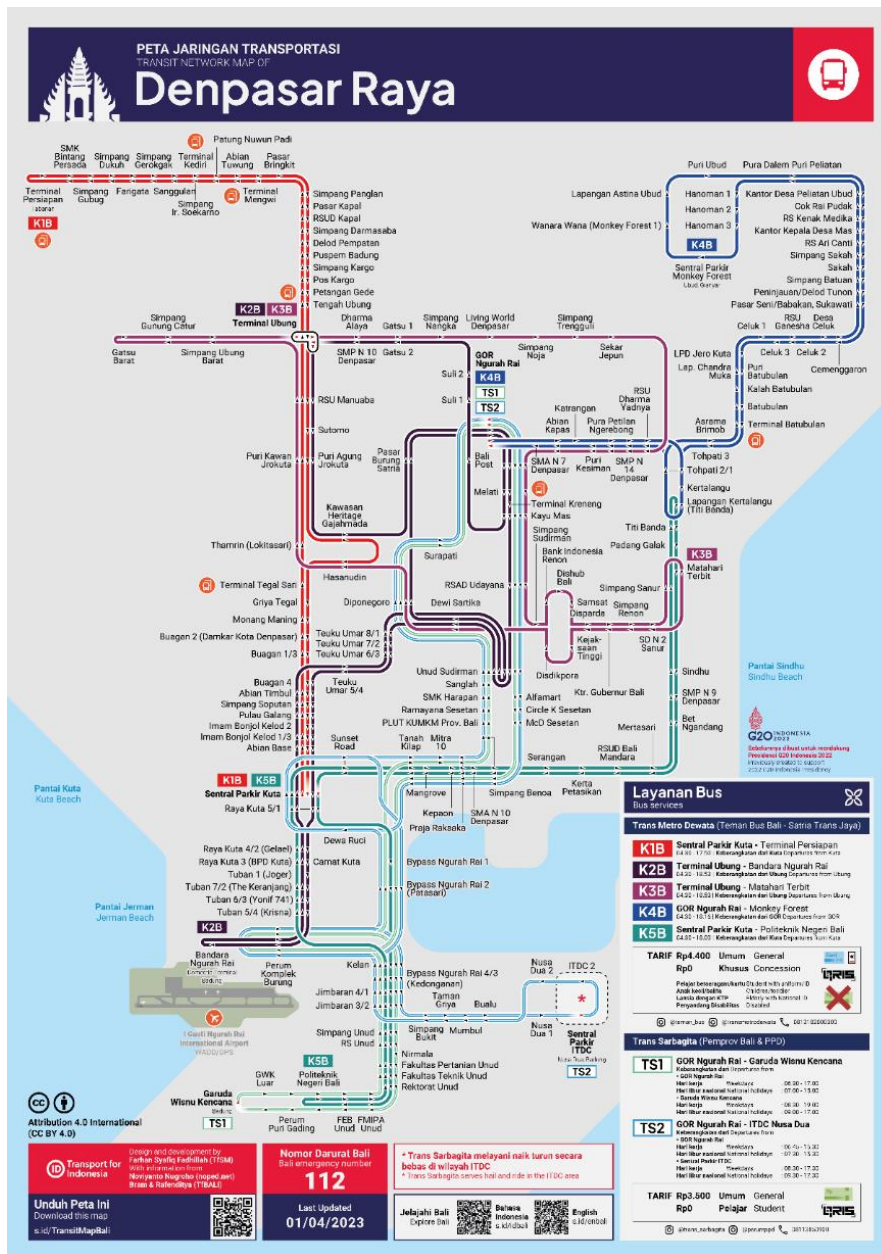 PETA JARINGAN TRANSPORTASI
TRANSIT NETWORK MAP OF
Denpasar Raya
Patung Nuwun Padi
SMK Bintang Persada
Simpang Dukuh
Simpang Gerokgak
Terminal Kediri
Abian Tuwung
Pasar Bringkit
Terminal Persiapan
K1B
Simpang Gubug
Farigata
Sanggulan
Simpang Ir. Soekarno
Terminal Mengwi
Simpang Panglan
Pasar Kapal
RSUD Kapal
Simpang Darmasaba
Delod Pempatan
Puspem Badung
Simpang Kargo
Pos Kargo
Petangan Gede
Tengah Ubung
K2B K3B
Terminal Ubung
Puri Ubud
Pura Dalem Puri Peliatan
Lapangan Astina Ubud
Wanara Wana (Monkey Forest 1)
Hanoman 1
Hanoman 2
Hanoman 3
K4B
Sentral Parkir Monkey Forest
Kantor Desa Peliatan Ubud
Cok Rai Pudak
RS Kenak Medika
Kantor Kepala Desa Mas
RS Ari Canti
Simpang Sakah
Sakah
Simpang Batuan
Peninjauan/Delod Tunon
Pasar Seni/Babakan, Sukawati
Simpang Gunung Catur
Gatsu Barat
Simpang Ubung Barat
Dharma Alaya
Gatsu 1
Simpang Nangka
Living World Denpasar
Simpang Trengguli
SMP N 10 Denpasar
Gatsu 2
Simpang Noja
Sekar Jepun
Celuk 1
RSU Ganesha
Desa Celuk
Celuk 3
Celuk 2
Cemenggaon
LPD Jero Kuta
Lap. Chandra Muka
Puri Batubulan
Kalah Batubulan
Batubulan
Terminal Batubulan
GOR Ngurah Rai
K4B
TS1
TS2
Suli 2
Suli 1
RSU Manuaba
Sutomo
Puri Kawan Jrokuta
Puri Agung Jrokuta
Pasar Burung Satria
Bali Post
Melati
Abian Kapas
Katrangan
Pura Petilan Ngerebong
RSU Dharma Yadnya
Asrama Brimob
SMA N 7 Denpasar
Puri Kesiman
SMP N 14 Denpasar
Tohpati 3
Tohpati 2/1
Kertalangu
Lapangan Kertalangu (Titi Banda)
Terminal Kreneng
Kayu Mas
Titi Banda
Padang Galak
K3B
Matahari Terbit
Kawasan Heritage Gajahmada
Thamrin (Lokitasari)
Hasanudin
Surapati
Simpang Sudirman
Bank Indonesia Renon
Dishub Bali
Simpang Sanur
RSAD Udayana
Samsat
Disparda
Simpang Renon
Kejaksaan Tinggi
SD N 2 Sanur
Disdikpora
Ktr. Gubernur Bali
Terminal Tegal Sari
Griya Tegal
Monang Maning
Buagan 2 (Damkar Kota Denpasar)
Buagan 1/3
Diponegoro
Dewi Sartika
Teuku Umar 8/1
Teuku Umar 7/2
Teuku Umar 6/3
Teuku Umar 5/4
Buagan 4
Abian Timbul
Simpang Soputan
Pulau Galang
Imam Bonjol Kelod 2
Imam Bonjol Kelod 1/3
Abian Base
Unud Sudirman
Sanglah
SMK Harapan
Ramayana Sesetan
PLUT KUMKM Prov. Bali
Alfamart
Circle K Sesetan
McD Sesetan
Sindhu
SMP N 9 Denpasar
Bet Ngandang
Mertasari
RSUD Bali Mandara
Serangan
Kerta Petasikan
Simpang Benoa
Sunset Road
Tanah Kilap
Mitra 10
Mangrove
Kepaon
Praja Raksaka
SMA N 10 Denpasar
K1B K5B
Sentral Parkir Kuta
Raya Kuta 5/1
Dewa Ruci
Raya Kuta 4/2 (Gelael)
Raya Kuta 3 (BPD Kuta)
Tuban 1 (Joger)
Tuban 7/2 (The Keranjang)
Tuban 6/3 (Yonif 741)
Tuban 5/4 (Krisna)
Camat Kuta
Bypass Ngurah Rai 1
Bypass Ngurah Rai 2 (Patasari)
K2B
Bandara Ngurah Rai
I Gusti Ngurah Rai International Airport
WADD/DPS
Perum Komplek Burung
Kelan
Bypass Ngurah Rai 4/3 (Kedonganan)
Jimbaran 4/1
Jimbaran 3/2
Taman Griya
Bualu
Simpang Bukit
Mumbul
Nusa Dua 2
Nusa Dua 1
ITDC 2
Sentral Parkir ITDC
TS2
Simpang Unud
RS Unud
K5B
Politeknik Negeri Bali
Nirmala
Fakultas Pertanian Unud
Fakultas Teknik Unud
Rektorat Unud
GWK Luar
Garuda Wisnu Kencana
TS1
Perum Puri Gading
FEB Unud
FMIPA Unud
Pantai Sindhu
Sindhu Beach
Pantai Kuta
Kuta Beach
Pantai Jerman
Jerman Beach
G20 INDONESIA 2022
Layanan Bus
Bus services
Trans Metro Dewata (Teman Bus Bali - Satria Trans Jaya)
K1B Sentral Parkir Kuta - Terminal Persiapan
K2B Terminal Ubung - Bandara Ngurah Rai
K3B Terminal Ubung - Matahari Terbit
K4B GOR Ngurah Rai - Monkey Forest
K5B Sentral Parkir Kuta - Politeknik Negeri Bali
TARIF Rp4.400 Umum General
Rp0 Khusus Concession
QRIS
Trans Sarbagita (Pemprov Bali & PPD)
TS1 GOR Ngurah Rai - Garuda Wisnu Kencana
TS2 GOR Ngurah Rai - ITDC Nusa Dua
TARIF Rp3.500 Umum General
Rp0 Pelajar Student
QRIS
Attribution 4.0 International
(CC BY 4.0)
Transport for Indonesia
Design and development by
Farhan Syafiq Fadhillah (TfSM)
With information from
Noviyanto Nugroho (noped.net)
Unduh Peta Ini
Download this map
s.id/TransitMapBali
Nomor Darurat Bali
Bali emergency number
112
Last Updated
01/04/2023
* Trans Sarbagita melayani naik turun secara bebas di wilayah ITDC
* Trans Sarbagita serves hail and ride in the ITDC area
Jelajahi Bali
Explore Bali
Bahasa Indonesia
s.id/idbali
English
s.id/enbali